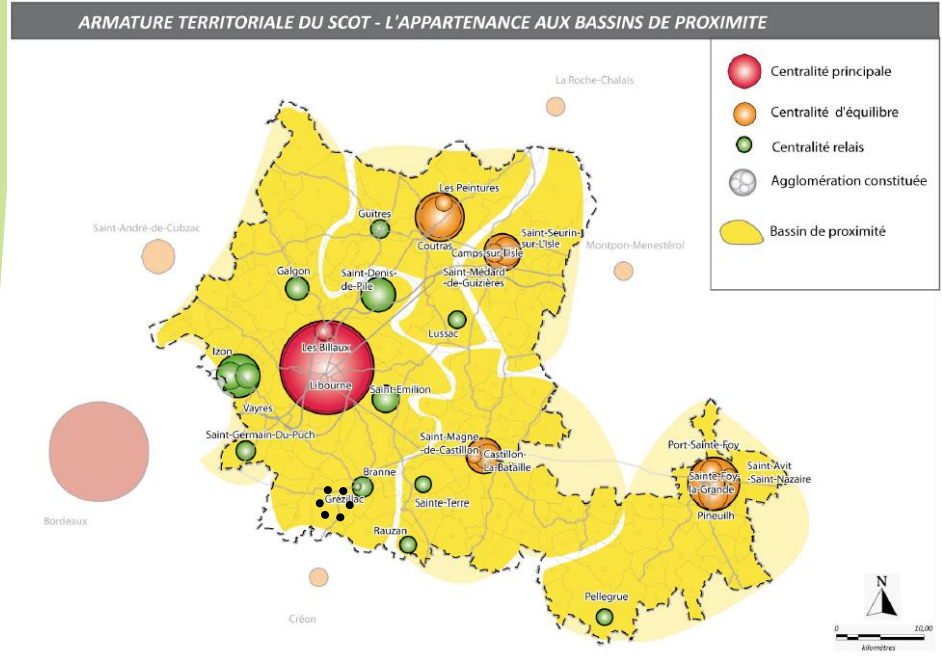 ARMATURE TERRITORIALE DU SCOT - L'APPARTENANCE AUX BASSINS DE PROXIMITE
Centralité principale
Centralité d'équilibre
Centralité relais
Agglomération constituée
Bassin de proximité
La Roche-Chalais
Les Peintures
Guitres
Saint-André-de-Cubzac
Coutras
Saint-Seurin-
sur-L'Isle
Camps-sur-l'Isle
Montpon-Menestérol
Galgon
Saint-Denis-
de-Pile
Saint-Médard
-de-Guizières
Lussac
Les Billaux
Izon
Libourne
Saint-Emilion
Vayres
Saint-Germain-Du-Puch
Saint-Magne
-de-Castillon
Castillon
-La-Bataille
Port-Sainte-Foy
Saint-Avit
-Saint-Nazaire
Sainte-Foy-
la-Grande
Pineuilh
Branne
Grézillac
Sainte-Terre
Bordeaux
Rauzan
Créon
Pellegrue
N
0 10,00
kilomètres